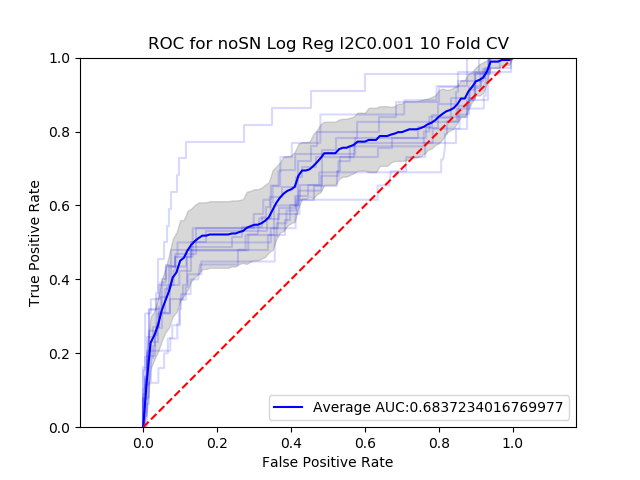 ROC for noSN Log Reg l2C0.001 10 Fold CV
1.0
0.8
0.6
0.4
0.2
0.0
True Positive Rate
Average AUC:0.6837234016769977
0.0 0.2 0.4 0.6 0.8 1.0
False Positive Rate